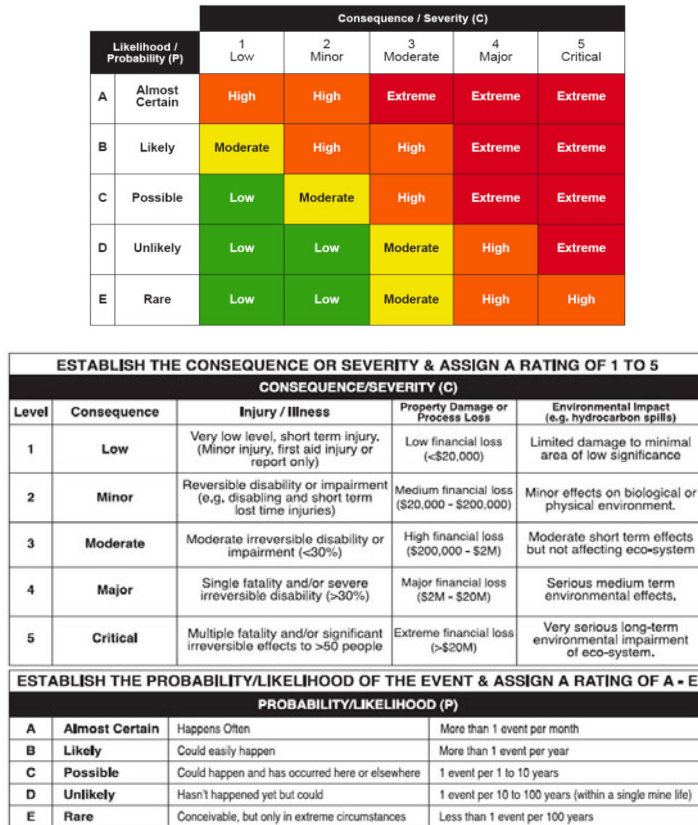 Consequence / Severity (C)
Likelihood / Probability (P)
1 Low
2 Minor
3 Moderate
4 Major
5 Critical
A Almost Certain High High Extreme Extreme Extreme
B Likely Moderate High High Extreme Extreme
C Possible Low Moderate High Extreme Extreme
D Unlikely Low Low Moderate High Extreme
E Rare Low Low Moderate High High
ESTABLISH THE CONSEQUENCE OR SEVERITY & ASSIGN A RATING OF 1 TO 5
CONSEQUENCE/SEVERITY (C)
Level Consequence Injury / Illness Property Damage or Process Loss Environmental Impact (e.g. hydrocarbon spills)
1 Low Very low level, short term injury. (Minor injury, first aid injury or report only) Low financial loss (<$20,000) Limited damage to minimal area of low significance
2 Minor Reversible disability or impairment (e.g, disabling and short term lost time injuries) Medium financial loss ($20,000 - $200,000) Minor effects on biological or physical environment.
3 Moderate Moderate irreversible disability or impairment (<30%) High financial loss ($200,000 - $2M) Moderate short term effects but not affecting eco-system
4 Major Single fatality and/or severe irreversible disability (>30%) Major financial loss ($2M - $20M) Serious medium term environmental effects.
5 Critical Multiple fatality and/or significant irreversible effects to >50 people Extreme financial loss (>$20M) Very serious long-term environmental impairment of eco-system.
ESTABLISH THE PROBABILITY/LIKELIHOOD OF THE EVENT & ASSIGN A RATING OF A - E
PROBABILITY/LIKELIHOOD (P)
A Almost Certain Happens Often More than 1 event per month
B Likely Could easily happen More than 1 event per year
C Possible Could happen and has occurred here or elsewhere 1 event per 1 to 10 years
D Unlikely Hasn't happened yet but could 1 event per 10 to 100 years (within a single mine life)
E Rare Conceivable, but only in extreme circumstances Less than 1 event per 100 years